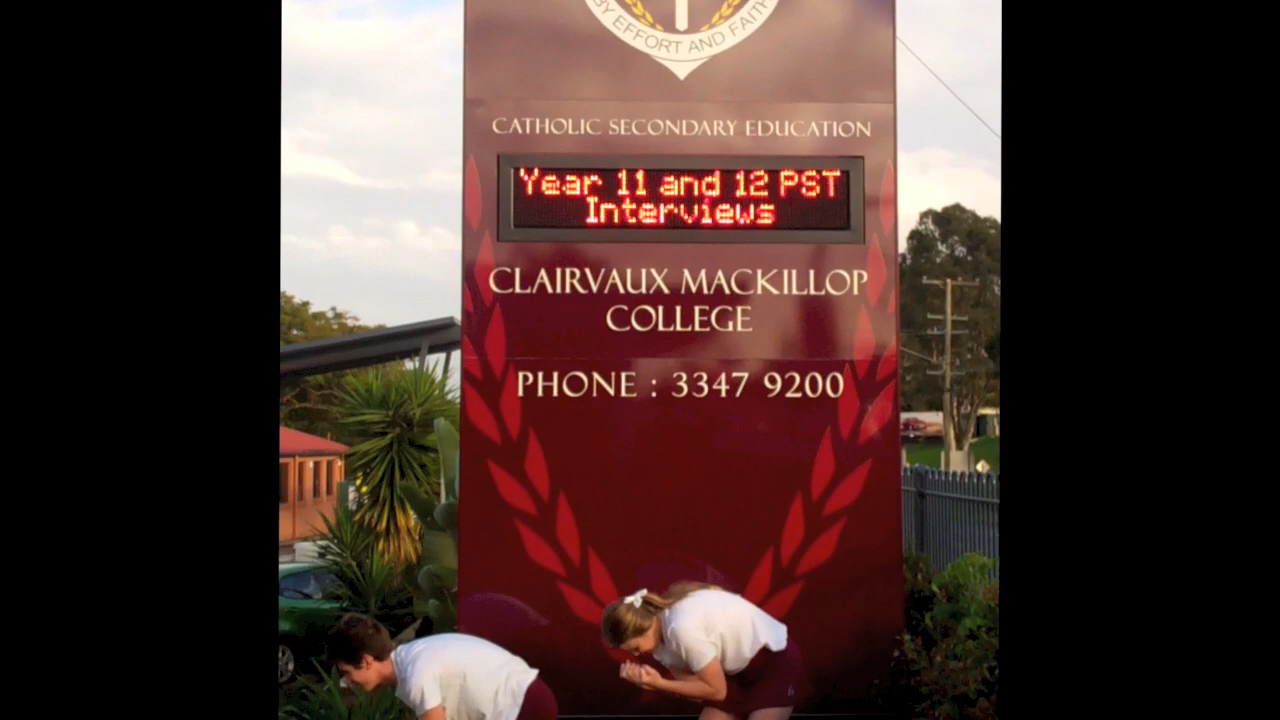 BY EFFORT AND FAITH
CATHOLIC SECONDARY EDUCATION
Year 11 and 12 PST
Interviews
CLAIRVAUX MACKILLOP
COLLEGE
PHONE : 3347 9200